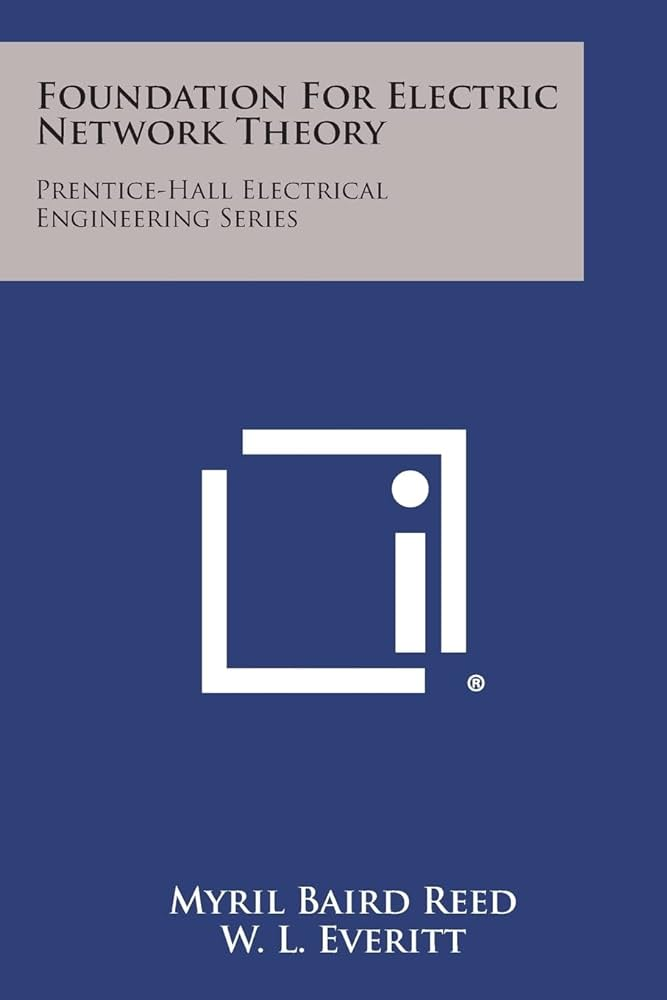 Foundation For Electric
Network Theory
Prentice-Hall Electrical
Engineering Series
i
®
Myril Baird Reed
W. L. Everitt